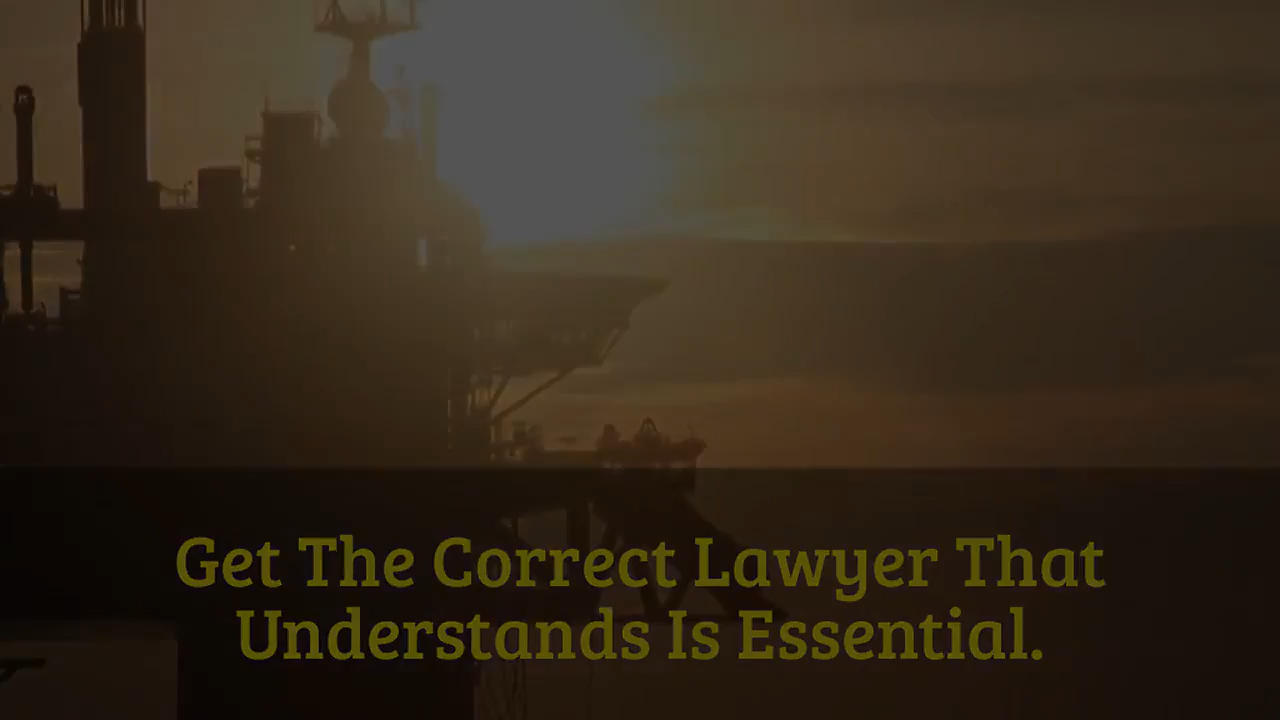 Get The Correct Lawyer That
Understands Is Essential.